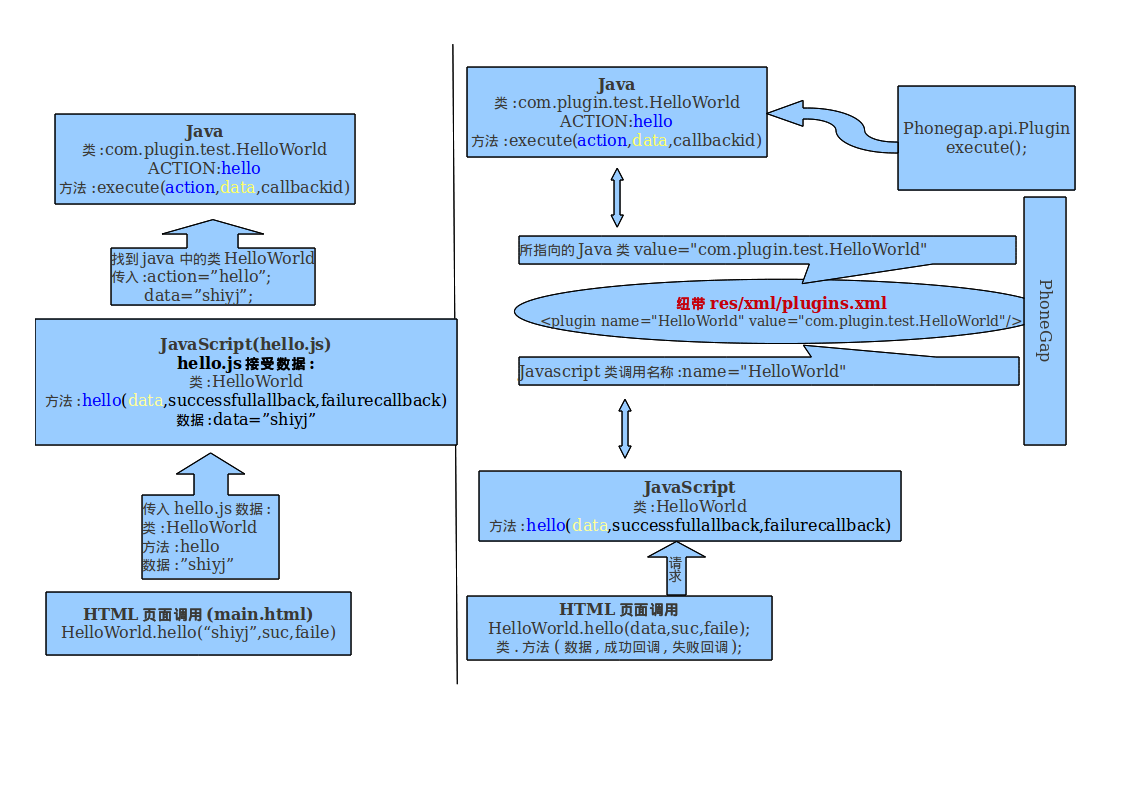 Java
类:com.plugin.test.HelloWorld
ACTION:hello
方法:execute(action,data,callbackid)
找到 java 中的类 HelloWorld
传入:action=”hello”;
data=”shiyj”;
JavaScript(hello.js)
hello.js 接受数据:
类:HelloWorld
方法:hello(data,successfullallback,failurecallback)
数据:data=”shiyj”
传入 hello.js 数据:
类:HelloWorld
方法:hello
数据:”shiyj”
HTML 页面调用 (main.html)
HelloWorld.hello(“shiyj”,suc,faile)
Java
类:com.plugin.test.HelloWorld
ACTION:hello
方法:execute(action,data,callbackid)
Phonegap.api.Plugin
execute();
所指向的 Java 类 value="com.plugin.test.HelloWorld"
纽带 res/xml/plugins.xml
<plugin name="HelloWorld" value="com.plugin.test.HelloWorld"/>
Javascript 类调用名称:name="HelloWorld"
PhoneGap
JavaScript
类:HelloWorld
方法:hello(data,successfullallback,failurecallback)
请求
HTML 页面调用
HelloWorld.hello(data,suc,faile);
类.方法(数据,成功回调,失败回调);